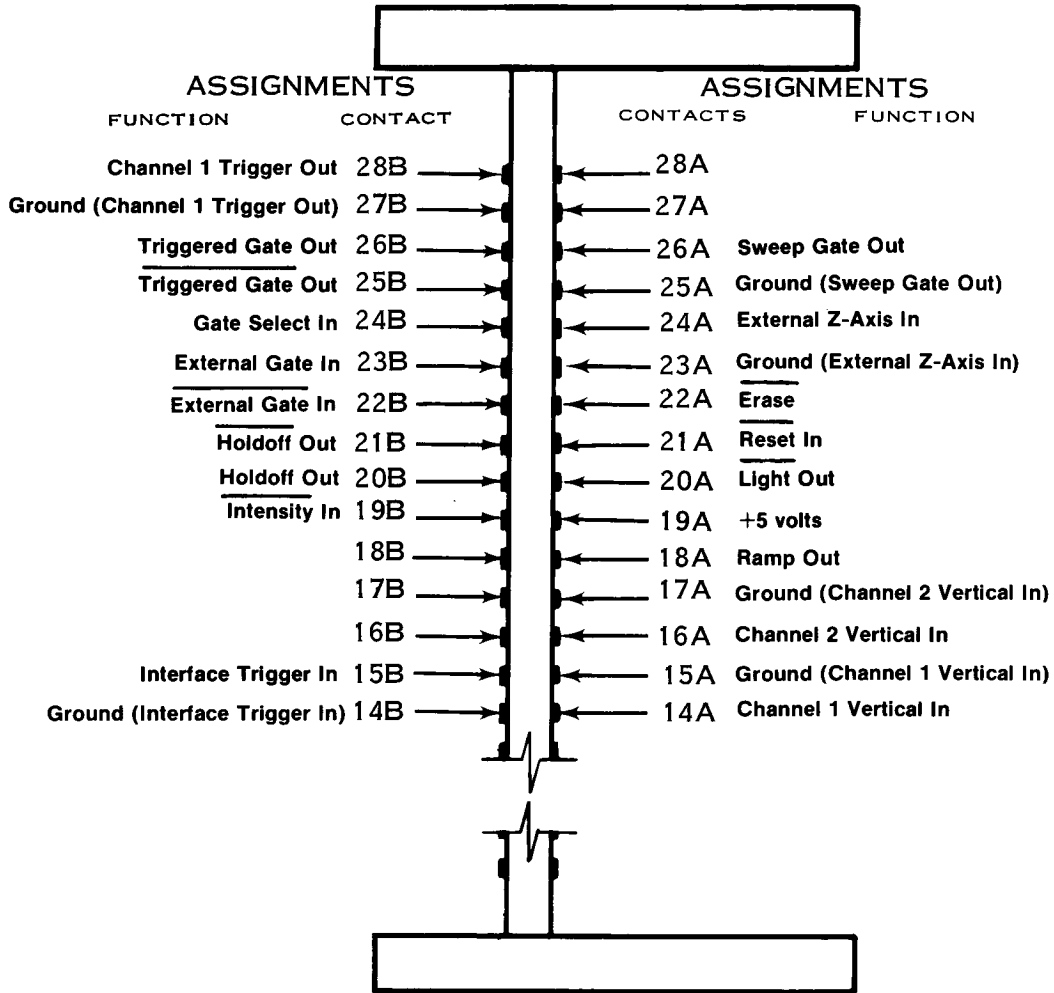 ASSIGNMENTS
FUNCTION CONTACT
Channel 1 Trigger Out 28B
Ground (Channel 1 Trigger Out) 27B
Triggered Gate Out 26B
Triggered Gate Out 25B
Gate Select In 24B
External Gate In 23B
External Gate In 22B
Holdoff Out 21B
Holdoff Out 20B
Intensity In 19B
18B
17B
16B
Interface Trigger In 15B
Ground (Interface Trigger In) 14B
ASSIGNMENTS
CONTACTS FUNCTION
28A
27A
26A Sweep Gate Out
25A Ground (Sweep Gate Out)
24A External Z-Axis In
23A Ground (External Z-Axis In)
22A Erase
21A Reset In
20A Light Out
19A +5 volts
18A Ramp Out
17A Ground (Channel 2 Vertical In)
16A Channel 2 Vertical In
15A Ground (Channel 1 Vertical In)
14A Channel 1 Vertical In